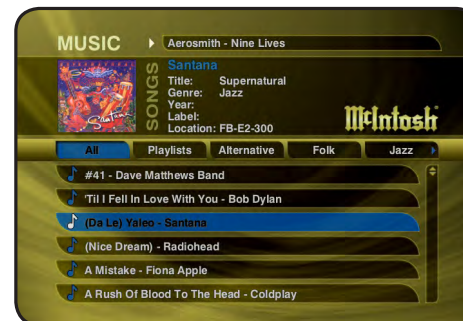 MUSIC
Aerosmith - Nine Lives
SONGS
Santana
Title: Supernatural
Genre: Jazz
Year:
Label:
Location: FB-E2-300
Santana
McIntosh
All Playlists Alternative Folk Jazz
#41 - Dave Matthews Band
'Til I Fell In Love With You - Bob Dylan
(Da Le) Yaleo - Santana
(Nice Dream) - Radiohead
A Mistake - Fiona Apple
A Rush Of Blood To The Head - Coldplay